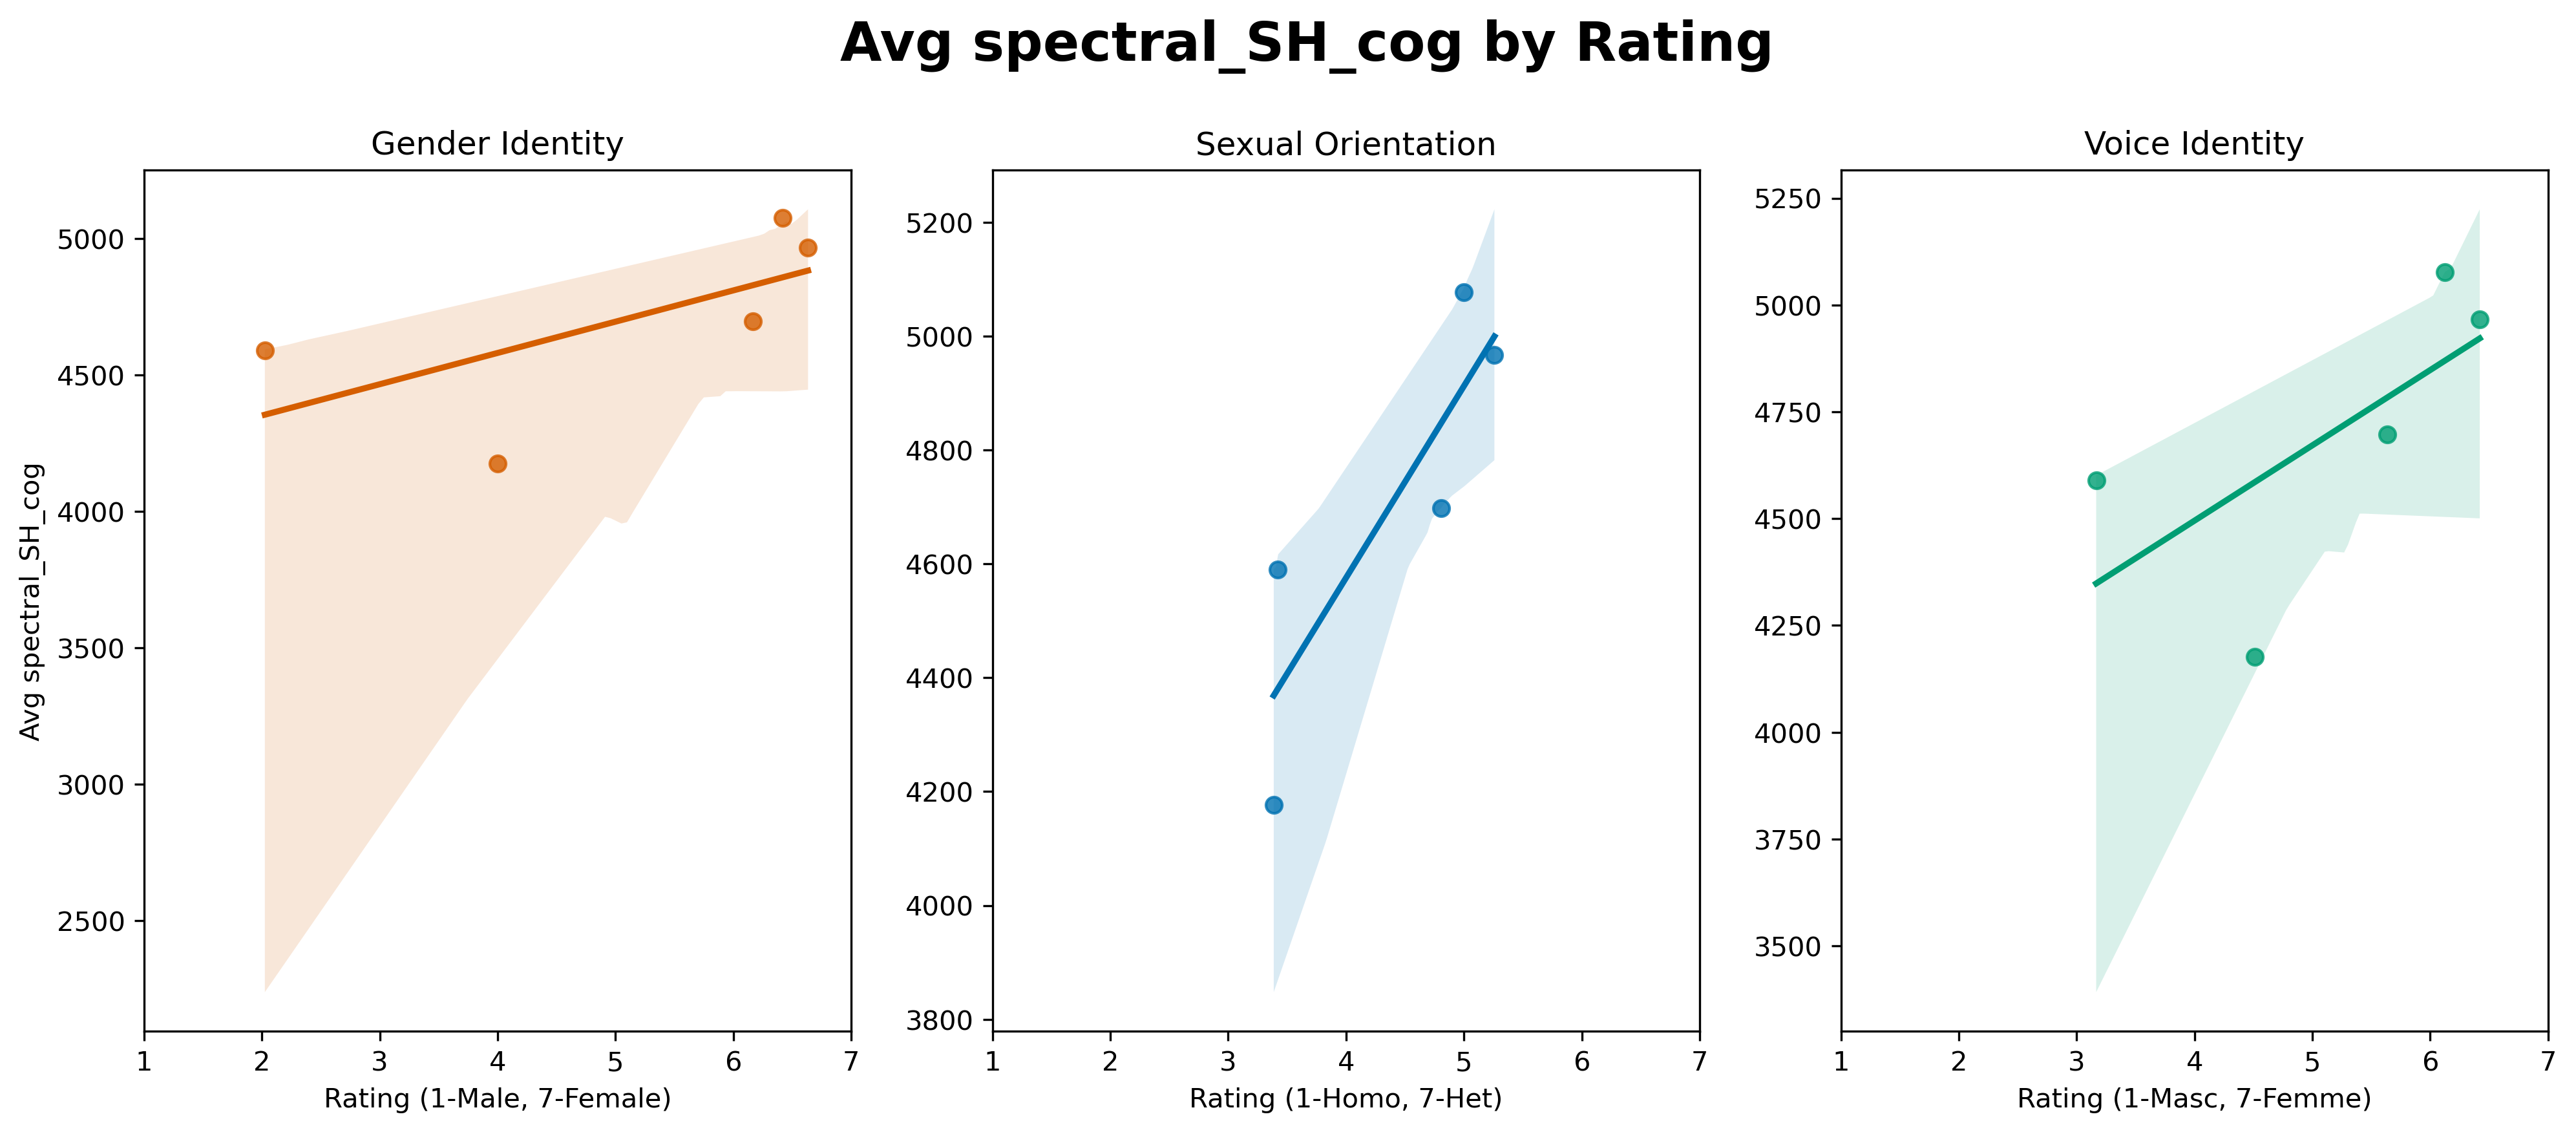 Avg spectral_SH_cog by Rating
Gender Identity
Avg spectral_SH_cog
5000
4500
4000
3500
3000
2500
1 2 3 4 5 6 7
Rating (1-Male, 7-Female)
Sexual Orientation
5200
5000
4800
4600
4400
4200
4000
3800
1 2 3 4 5 6 7
Rating (1-Homo, 7-Het)
Voice Identity
5250
5000
4750
4500
4250
4000
3750
3500
1 2 3 4 5 6 7
Rating (1-Masc, 7-Femme)